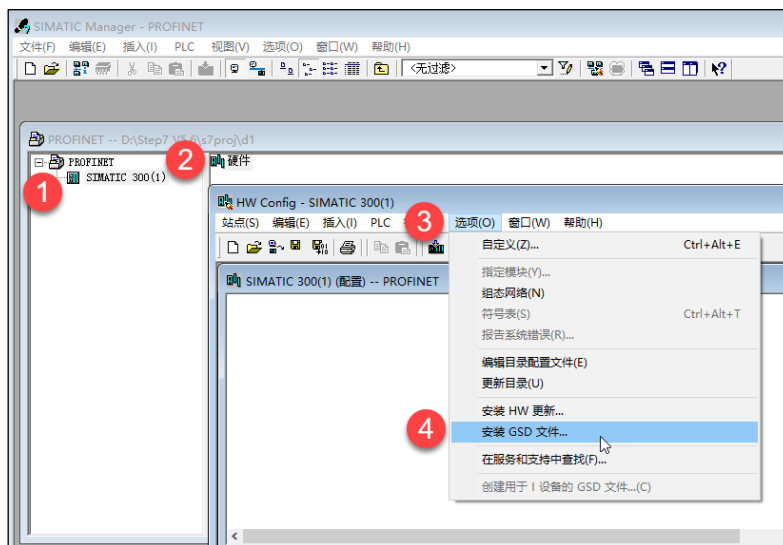 SIMATIC Manager - PROFINET
文件(F) 编辑(E) 插入(I) PLC 视图(V) 选项(O) 窗口(W) 帮助(H)
<无过滤>
PROFINET -- D:\Step7 V5.6\s7proj\d1
PROFINET
SIMATIC 300(1)
1
2
硬件
HW Config - SIMATIC 300(1)
站点(S) 编辑(E) 插入(I) PLC 3 选项(O) 窗口(W) 帮助(H)
SIMATIC 300(1) (配置) -- PROFINET
自定义(Z)... Ctrl+Alt+E
指定模块(Y)...
组态网络(N)
符号表(S) Ctrl+Alt+T
报告系统错误(R)...
编辑目录配置文件(E)
更新目录(U)
安装 HW 更新...
4
安装 GSD 文件...
在服务和支持中查找(F)...
创建用于 I 设备的 GSD 文件...(C)